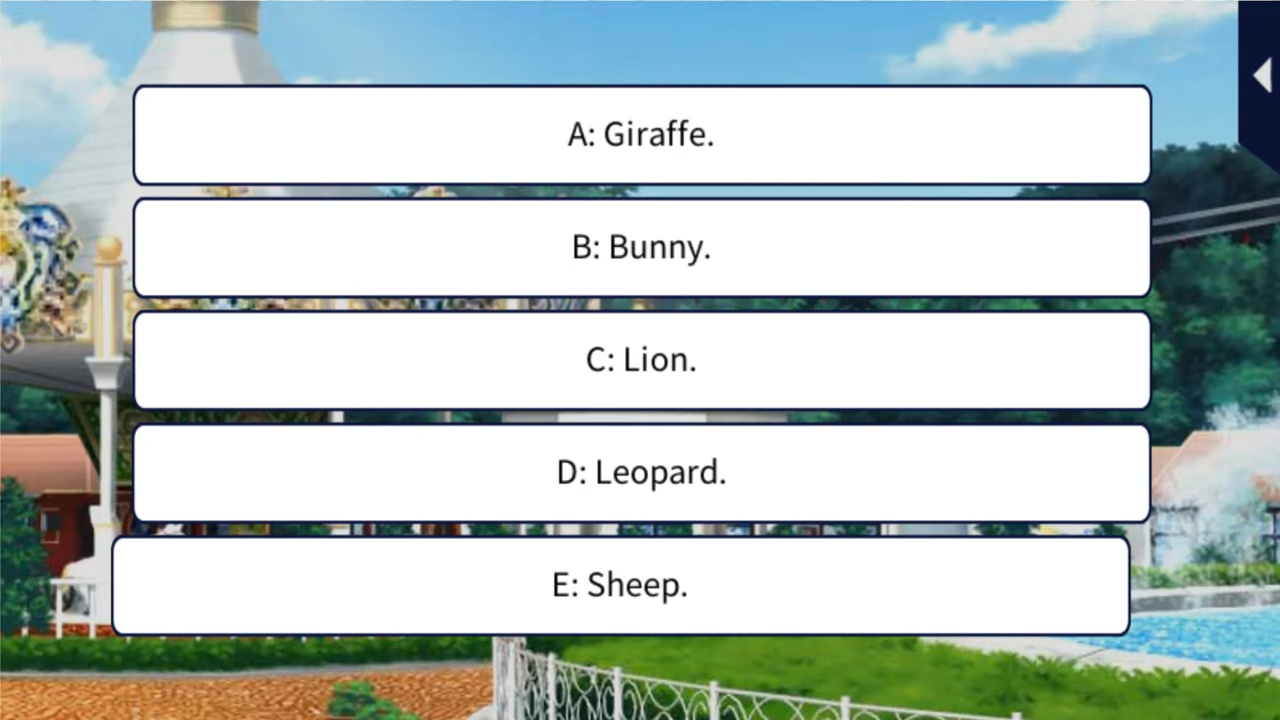 A: Giraffe.
B: Bunny.
C: Lion.
D: Leopard.
E: Sheep.